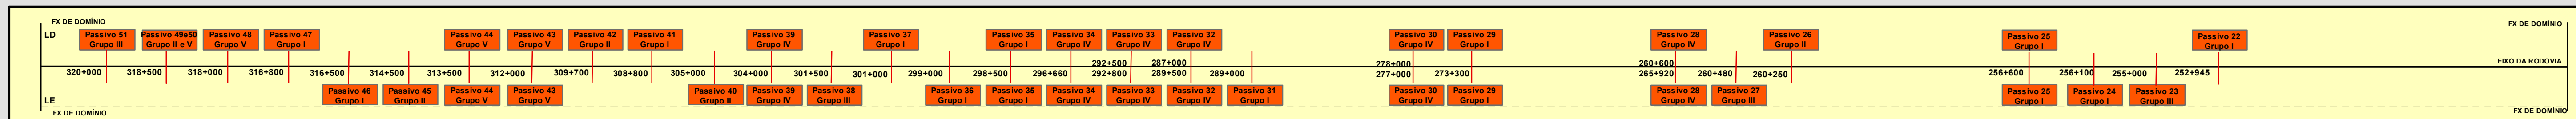 FX DE DOMÍNIO
FX DE DOMÍNIO
LD
Passivo 51
Grupo III
Passivo 49e50
Grupo II e V
Passivo 48
Grupo V
Passivo 47
Grupo I
Passivo 44
Grupo V
Passivo 43
Grupo V
Passivo 42
Grupo II
Passivo 41
Grupo I
Passivo 39
Grupo IV
Passivo 37
Grupo I
Passivo 35
Grupo I
Passivo 34
Grupo IV
Passivo 33
Grupo IV
Passivo 32
Grupo IV
Passivo 30
Grupo IV
Passivo 29
Grupo I
Passivo 28
Grupo IV
Passivo 26
Grupo II
Passivo 25
Grupo I
Passivo 22
Grupo I
292+500
287+000
278+000
260+600
EIXO DA RODOVIA
320+000
318+500
318+000
316+800
316+500
314+500
313+500
312+000
309+700
308+800
305+000
304+000
301+500
301+000
299+000
298+500
296+660
292+800
289+500
289+000
277+000
273+300
265+920
260+480
260+250
256+600
256+100
255+000
252+945
LE
Passivo 46
Grupo I
Passivo 45
Grupo II
Passivo 44
Grupo V
Passivo 43
Grupo V
Passivo 40
Grupo II
Passivo 39
Grupo IV
Passivo 38
Grupo III
Passivo 36
Grupo I
Passivo 35
Grupo I
Passivo 34
Grupo IV
Passivo 33
Grupo IV
Passivo 32
Grupo IV
Passivo 31
Grupo I
Passivo 30
Grupo IV
Passivo 29
Grupo I
Passivo 28
Grupo IV
Passivo 27
Grupo III
Passivo 25
Grupo I
Passivo 24
Grupo I
Passivo 23
Grupo III
FX DE DOMÍNIO
FX DE DOMÍNIO